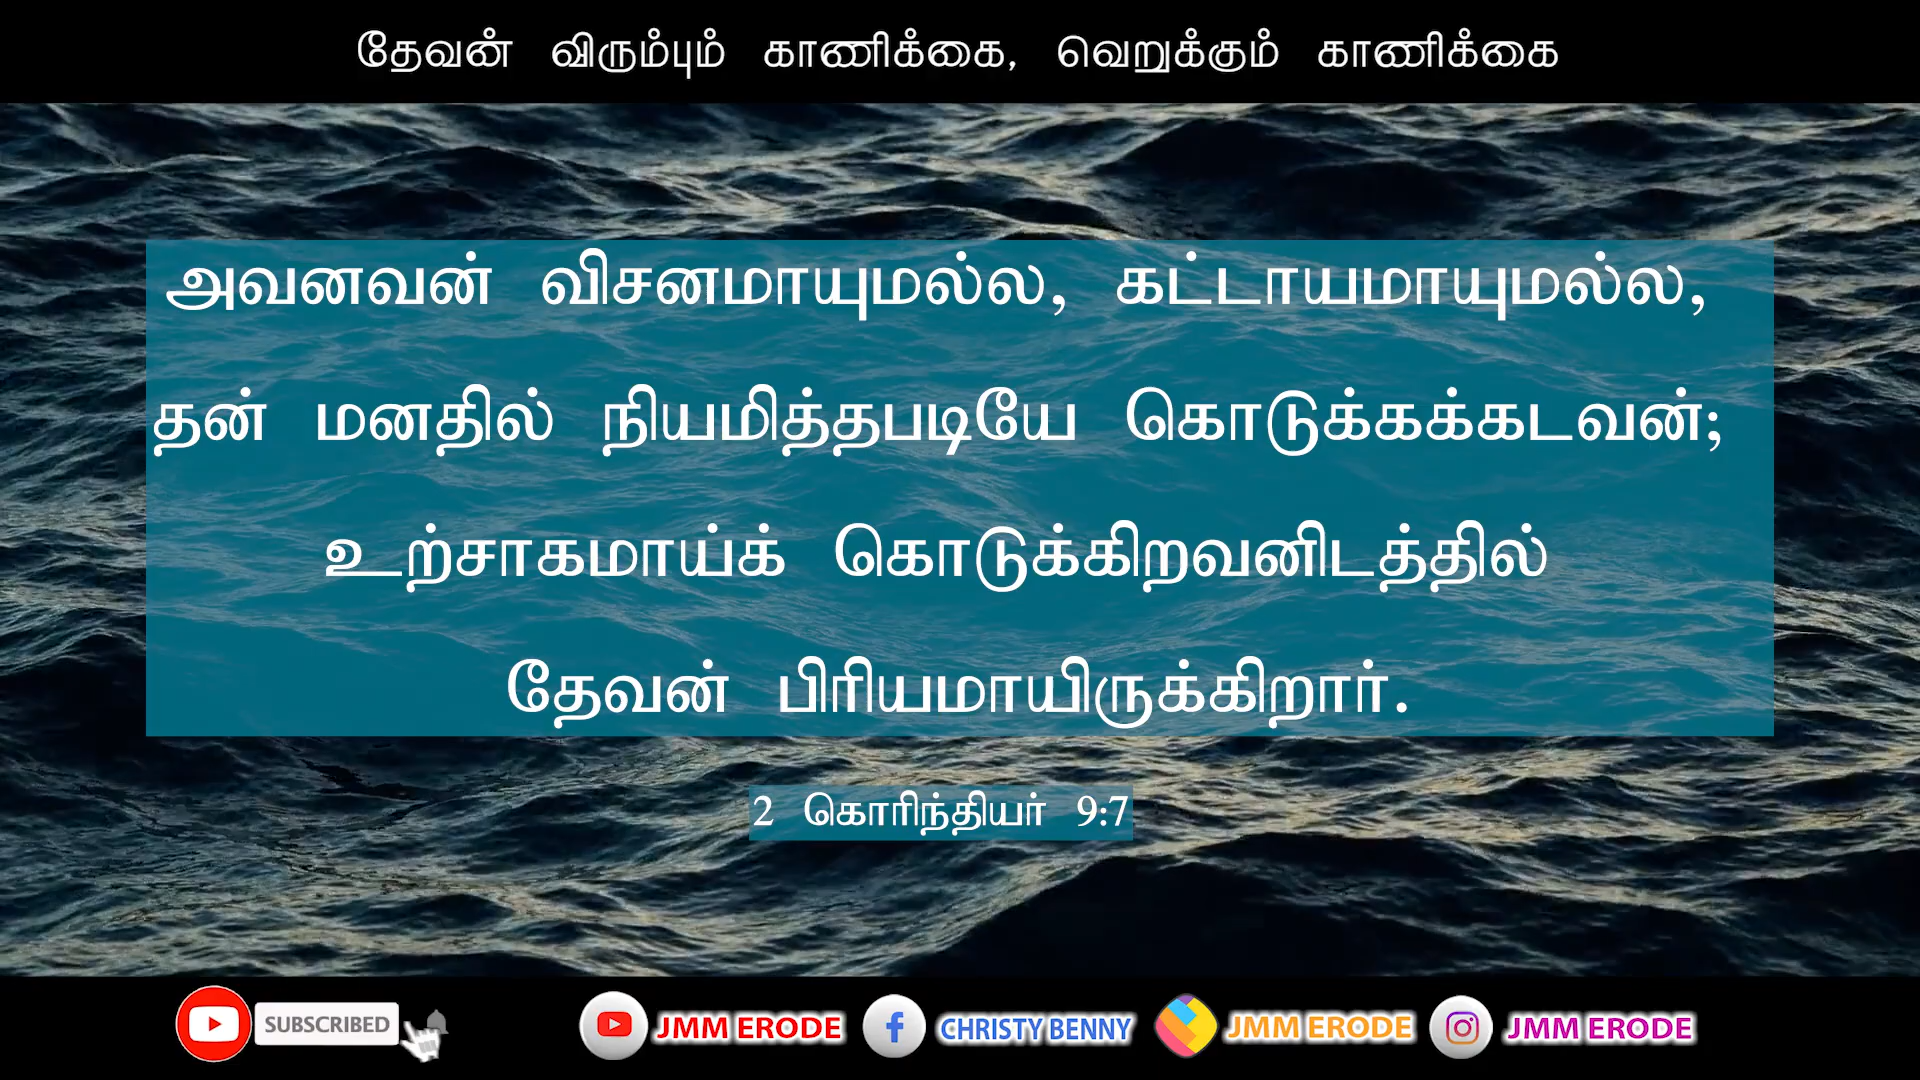 தேவன் விரும்பும் காணிக்கை, வெறுக்கும் காணிக்கை
அவனவன் விசனமாயுமல்ல, கட்டாயமாயுமல்ல,
தன் மனதில் நியமித்தபடியே கொடுக்கக்கடவன்;
உற்சாகமாய்க் கொடுக்கிறவனிடத்தில்
தேவன் பிரியமாயிருக்கிறார்.
2 கொரிந்தியர் 9:7
SUBSCRIBED JMM ERODE CHRISTY BENNY JMM ERODE JMM ERODE